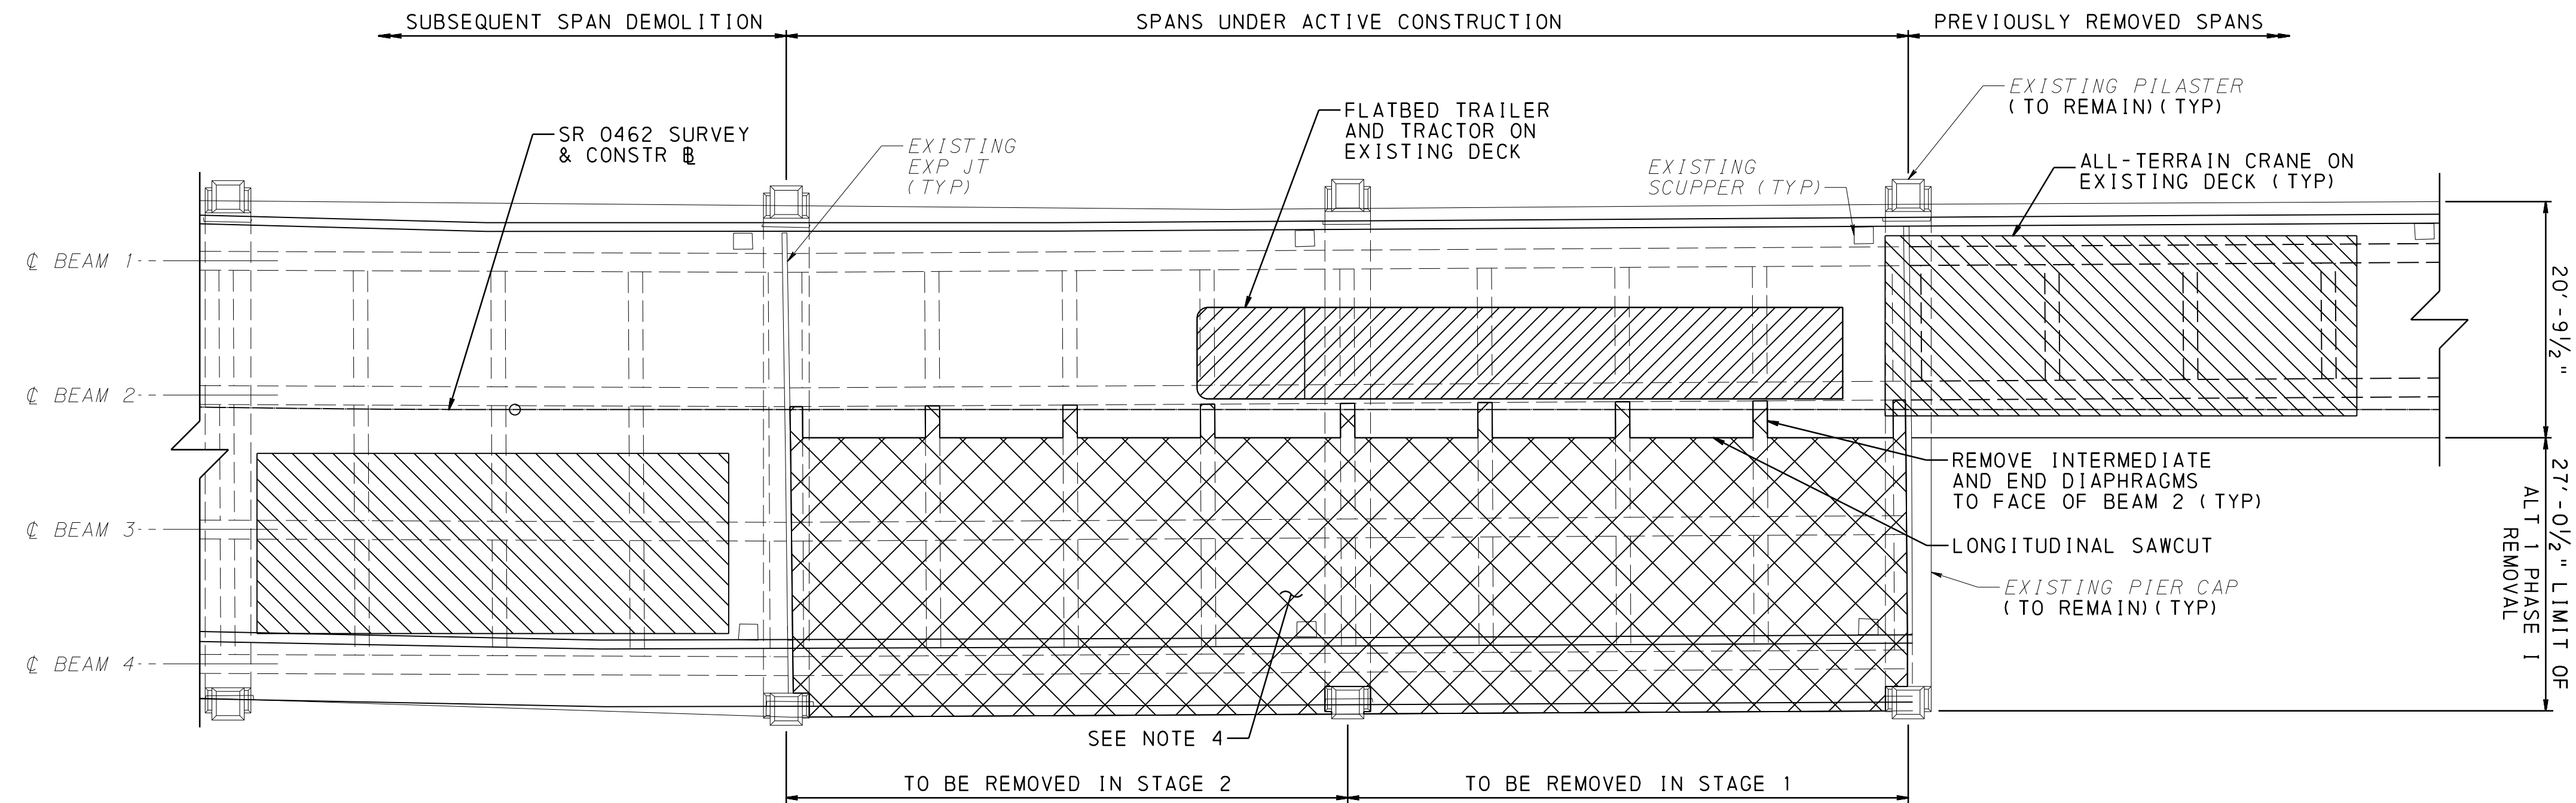 SUBSEQUENT SPAN DEMOLITION
SPANS UNDER ACTIVE CONSTRUCTION
PREVIOUSLY REMOVED SPANS
SR 0462 SURVEY
& CONSTR BL
EXISTING
EXP JT
(TYP)
FLATBED TRAILER
AND TRACTOR ON
EXISTING DECK
EXISTING
SCUPPER (TYP)
EXISTING PILASTER
(TO REMAIN)(TYP)
ALL-TERRAIN CRANE ON
EXISTING DECK (TYP)
℄ BEAM 1
℄ BEAM 2
℄ BEAM 3
℄ BEAM 4
20'-9½"
27'-0½" LIMIT OF
ALT 1 PHASE I
REMOVAL
REMOVE INTERMEDIATE
AND END DIAPHRAGMS
TO FACE OF BEAM 2 (TYP)
LONGITUDINAL SAWCUT
EXISTING PIER CAP
(TO REMAIN)(TYP)
SEE NOTE 4
TO BE REMOVED IN STAGE 2
TO BE REMOVED IN STAGE 1